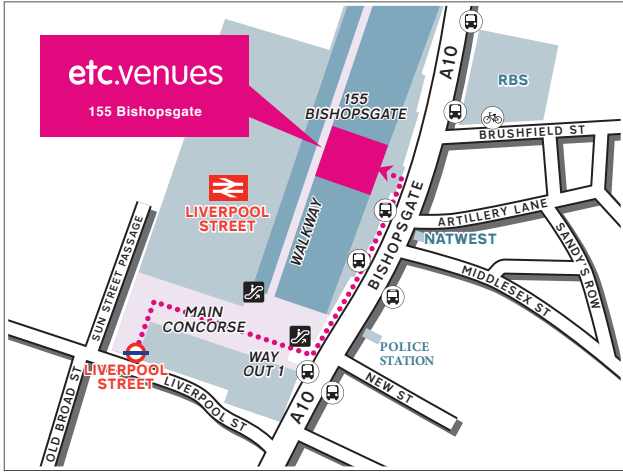 etc.venues
155 Bishopsgate
155
BISHOPSGATE
A10
RBS
BRUSHFIELD ST
LIVERPOOL
STREET
WALKWAY
BISHOPSGATE
ARTILLERY LANE
NATWEST
SANDY'S ROW
MIDDLESEX ST
SUN STREET PASSAGE
MAIN
CONCORSE
WAY
OUT 1
POLICE
STATION
LIVERPOOL
STREET
LIVERPOOL ST
NEW ST
A10
OLD BROAD ST